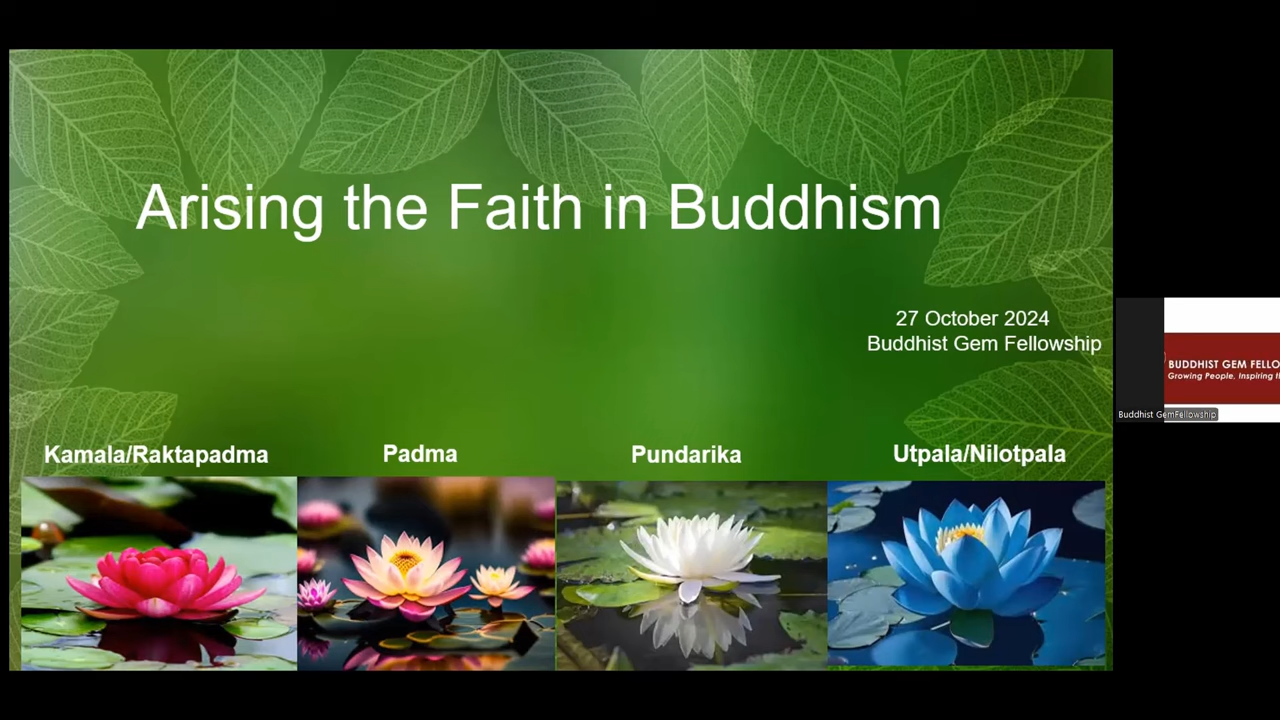 Arising the Faith in Buddhism
27 October 2024
Buddhist Gem Fellowship
Kamala/Raktapadma
Padma
Pundarika
Utpala/Nilotpala
BUDDHIST GEM
Growing People, Inspiring
Buddhist GemFellowship